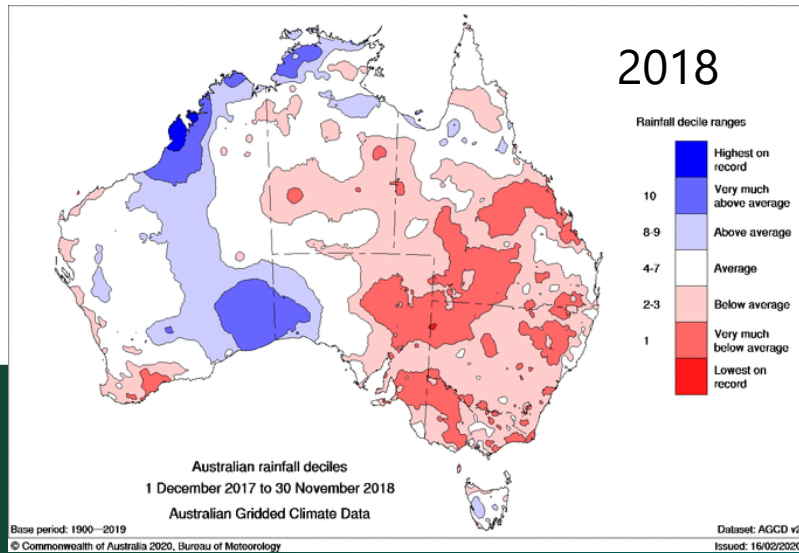 2018
Rainfall decile ranges
Highest on
record
10 Very much
above average
8-9 Above average
4-7 Average
2-3 Below average
1 Very much
below average
Lowest on
record
Australian rainfall deciles
1 December 2017 to 30 November 2018
Australian Gridded Climate Data
Base period: 1900—2019
Dataset: AGCD v2
© Commonwealth of Australia 2020, Bureau of Meteorology
Issued: 16/02/2020